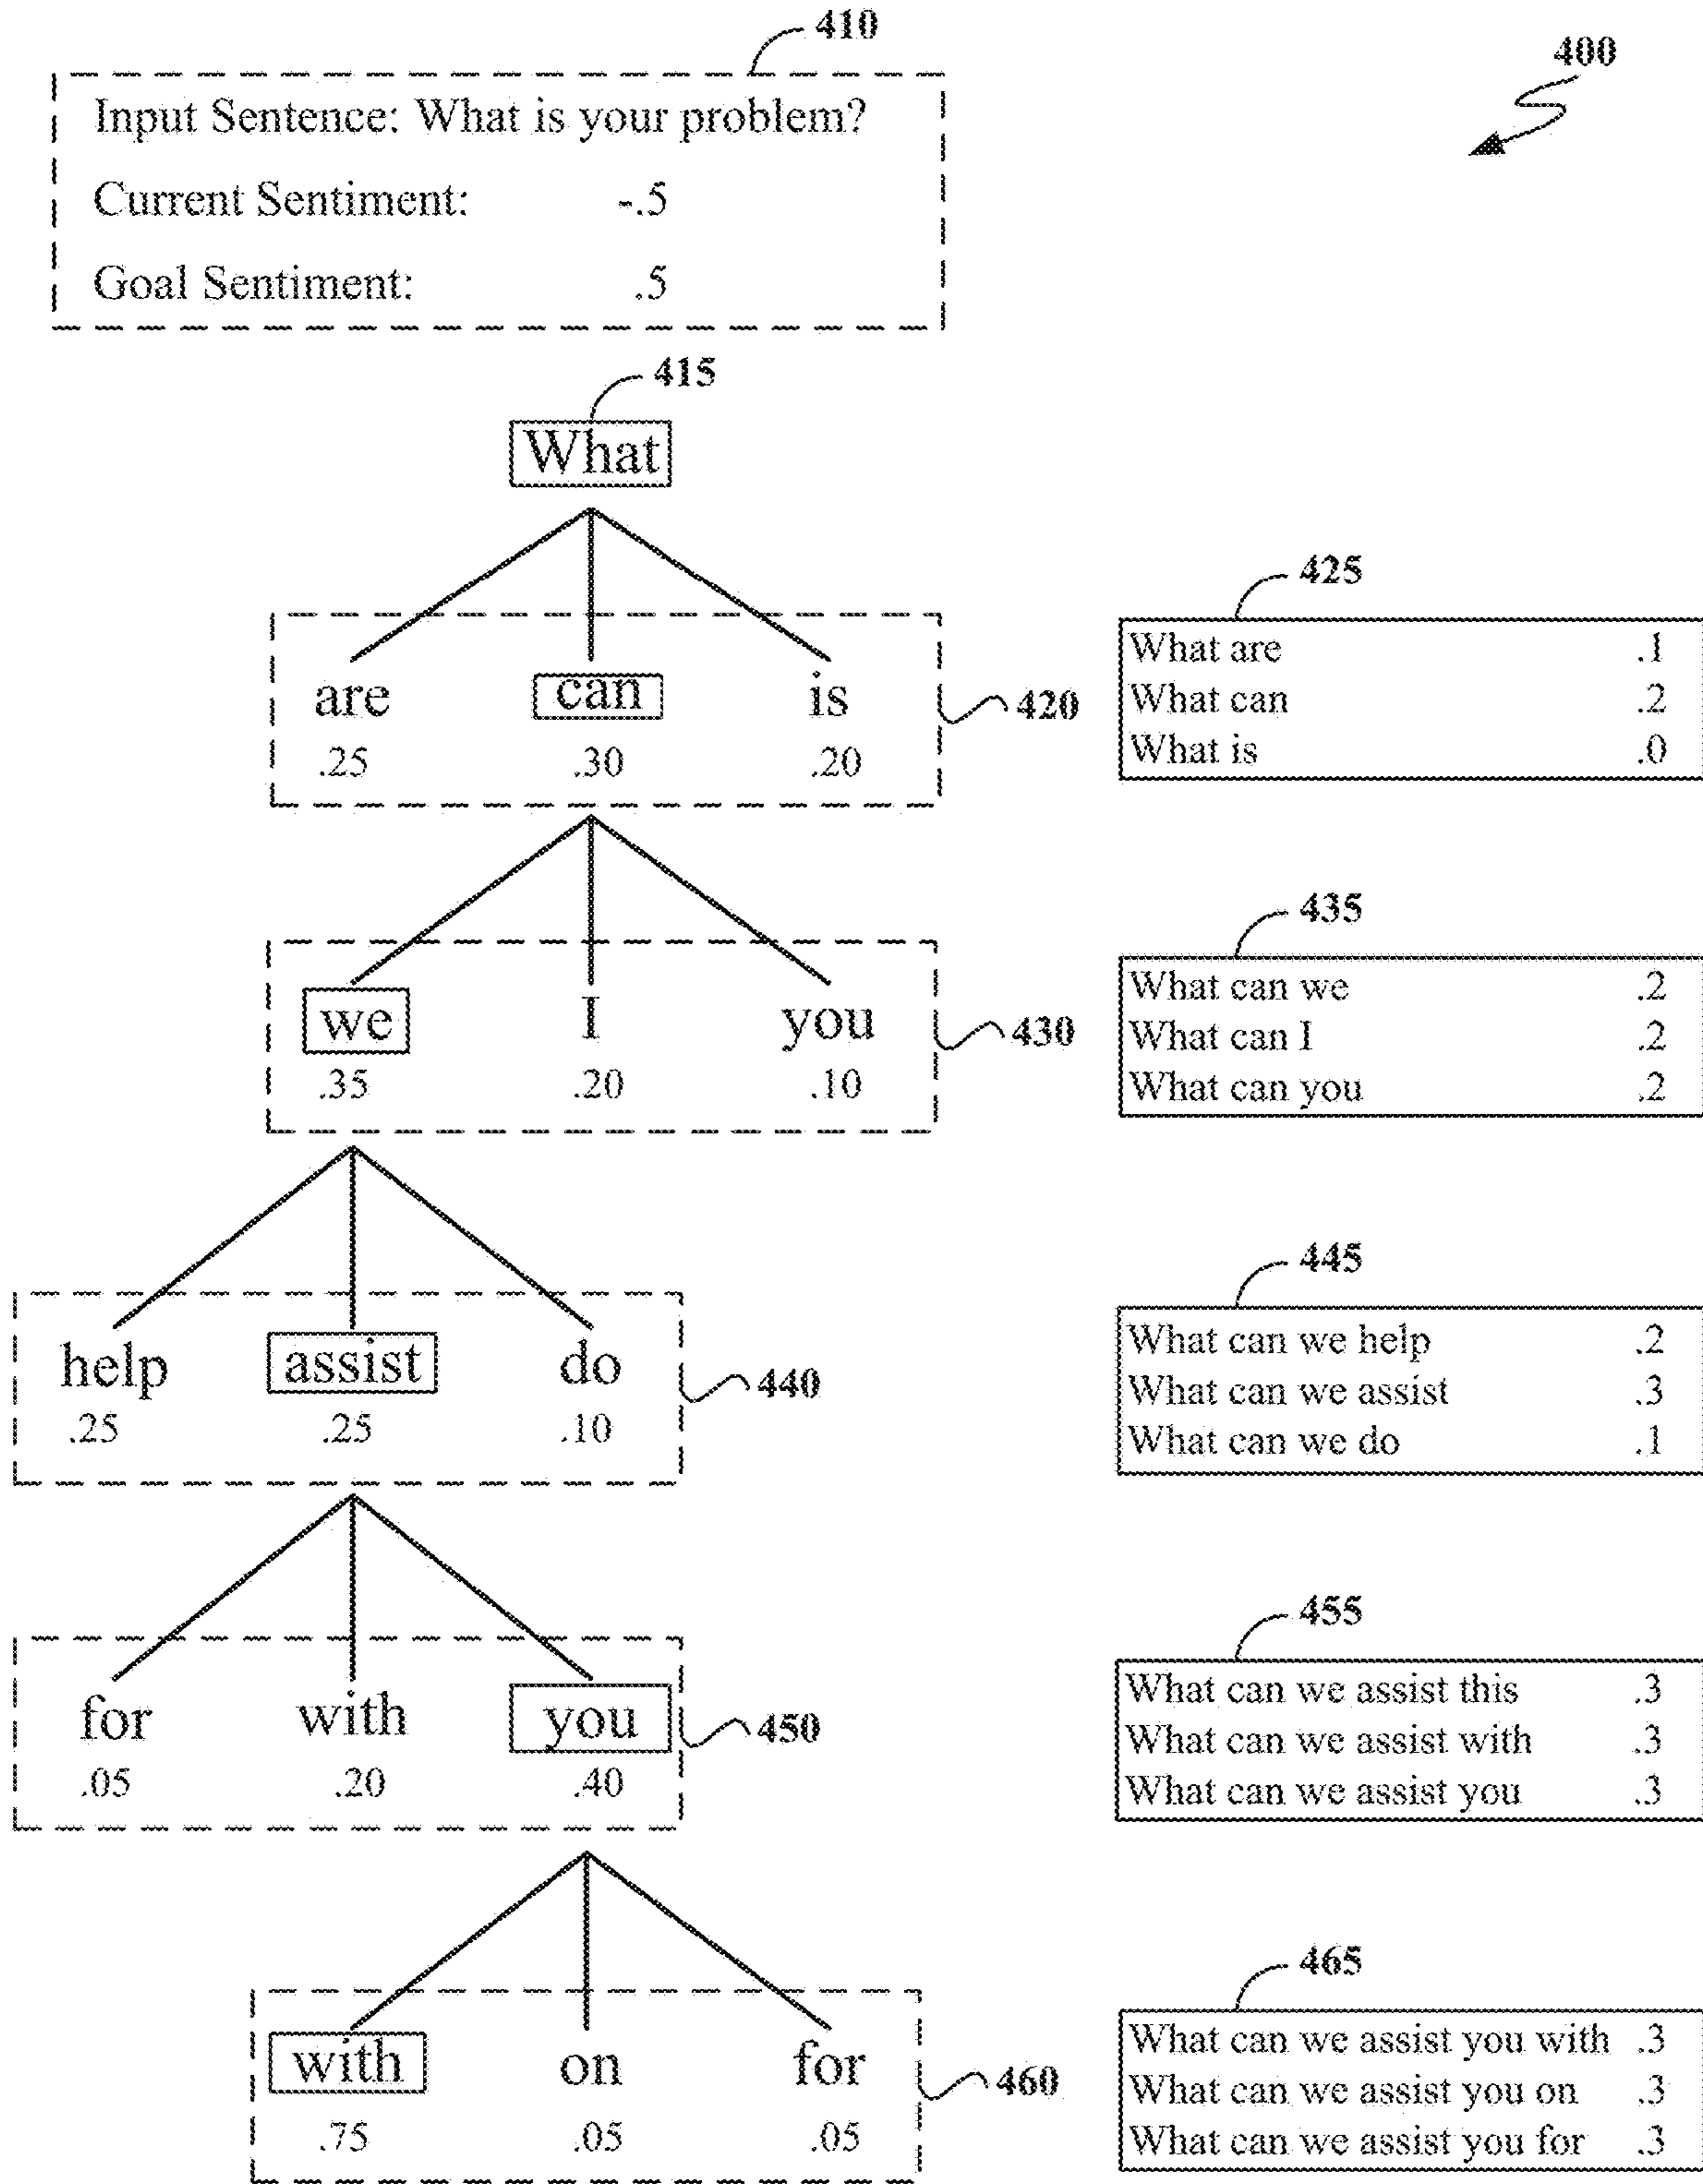 410
400
Input Sentence: What is your problem?
Current Sentiment: -.5
Goal Sentiment: .5
415
What
425
are can is
.25 .30 .20
420
What are .1
What can .2
What is .0
435
we I you
.35 .20 .10
430
What can we .2
What can I .2
What can you .2
445
help assist do
.25 .25 .10
440
What can we help .2
What can we assist .3
What can we do .1
455
for with you
.05 .20 .40
450
What can we assist this .3
What can we assist with .3
What can we assist you .3
465
with on for
.75 .05 .05
460
What can we assist you with .3
What can we assist you on .3
What can we assist you for .3